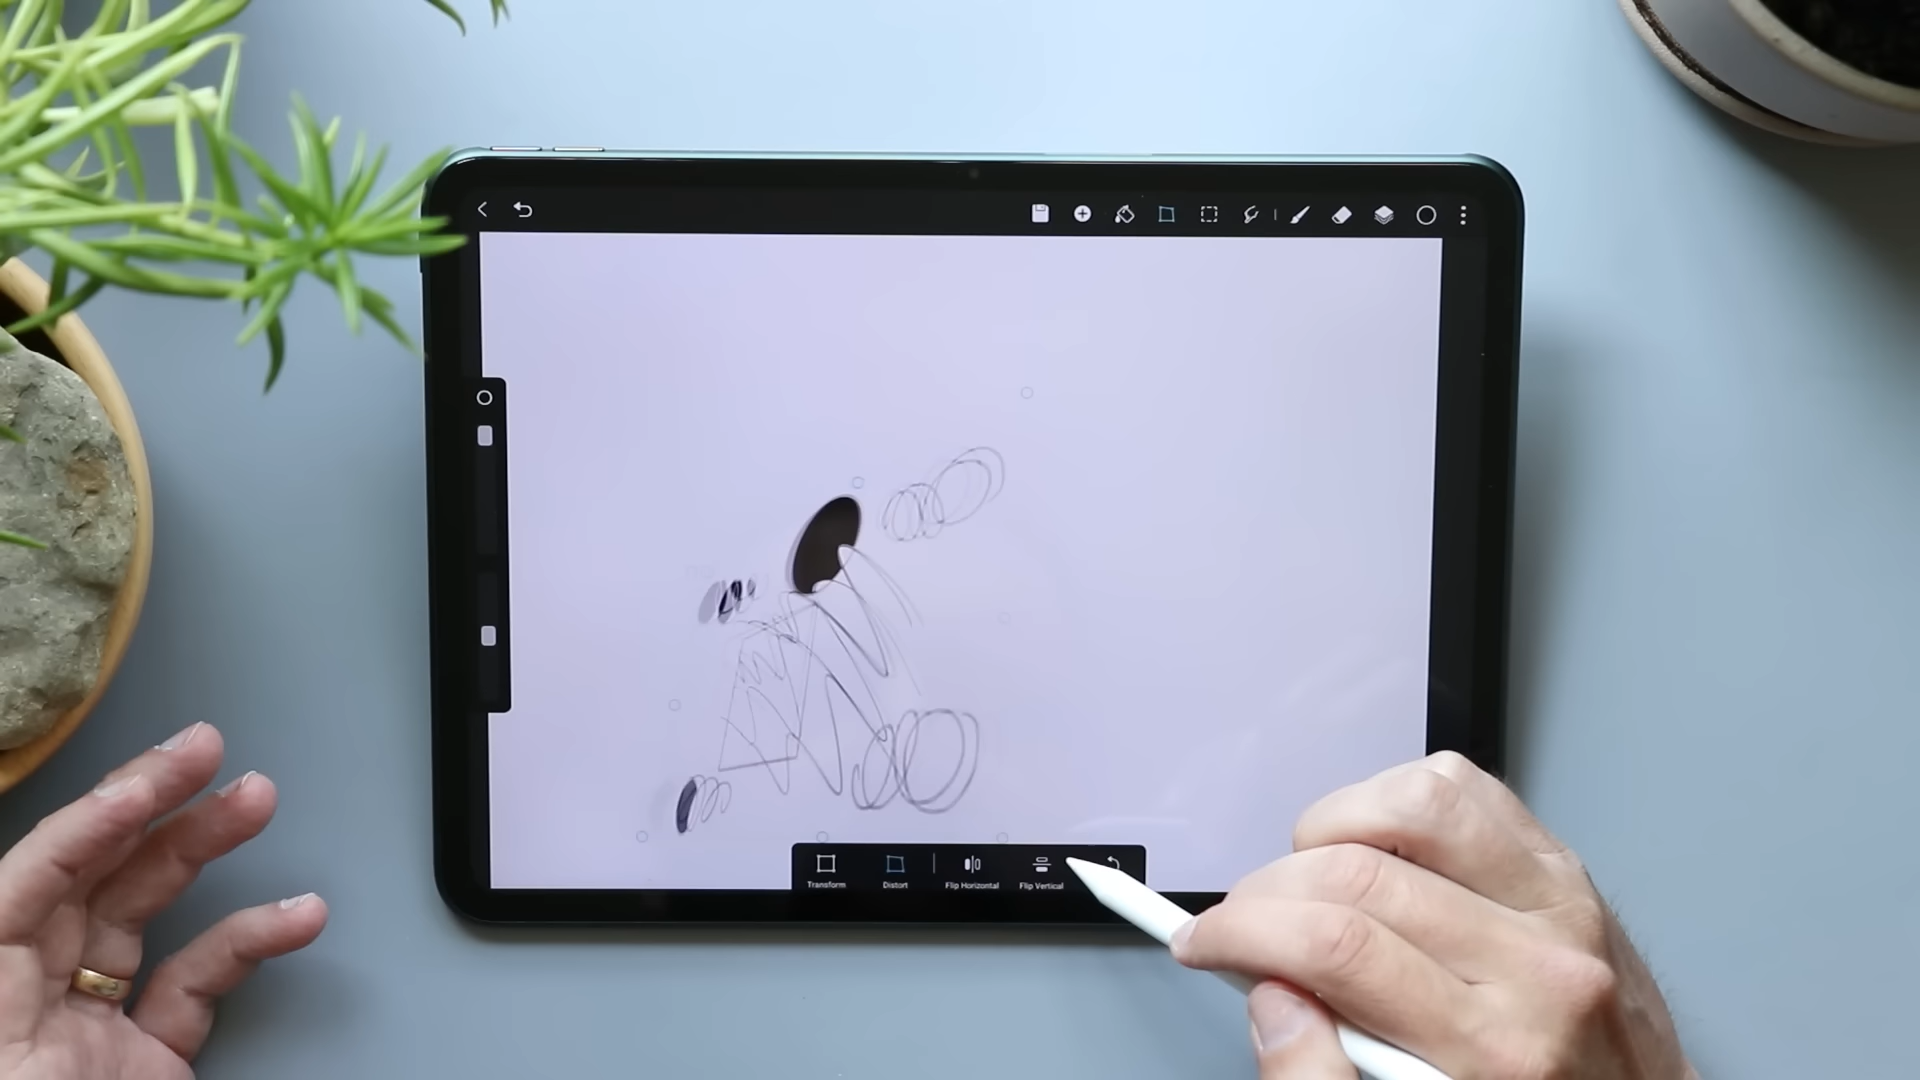 Transform
Distort
Flip Horizontal
Flip Vertical